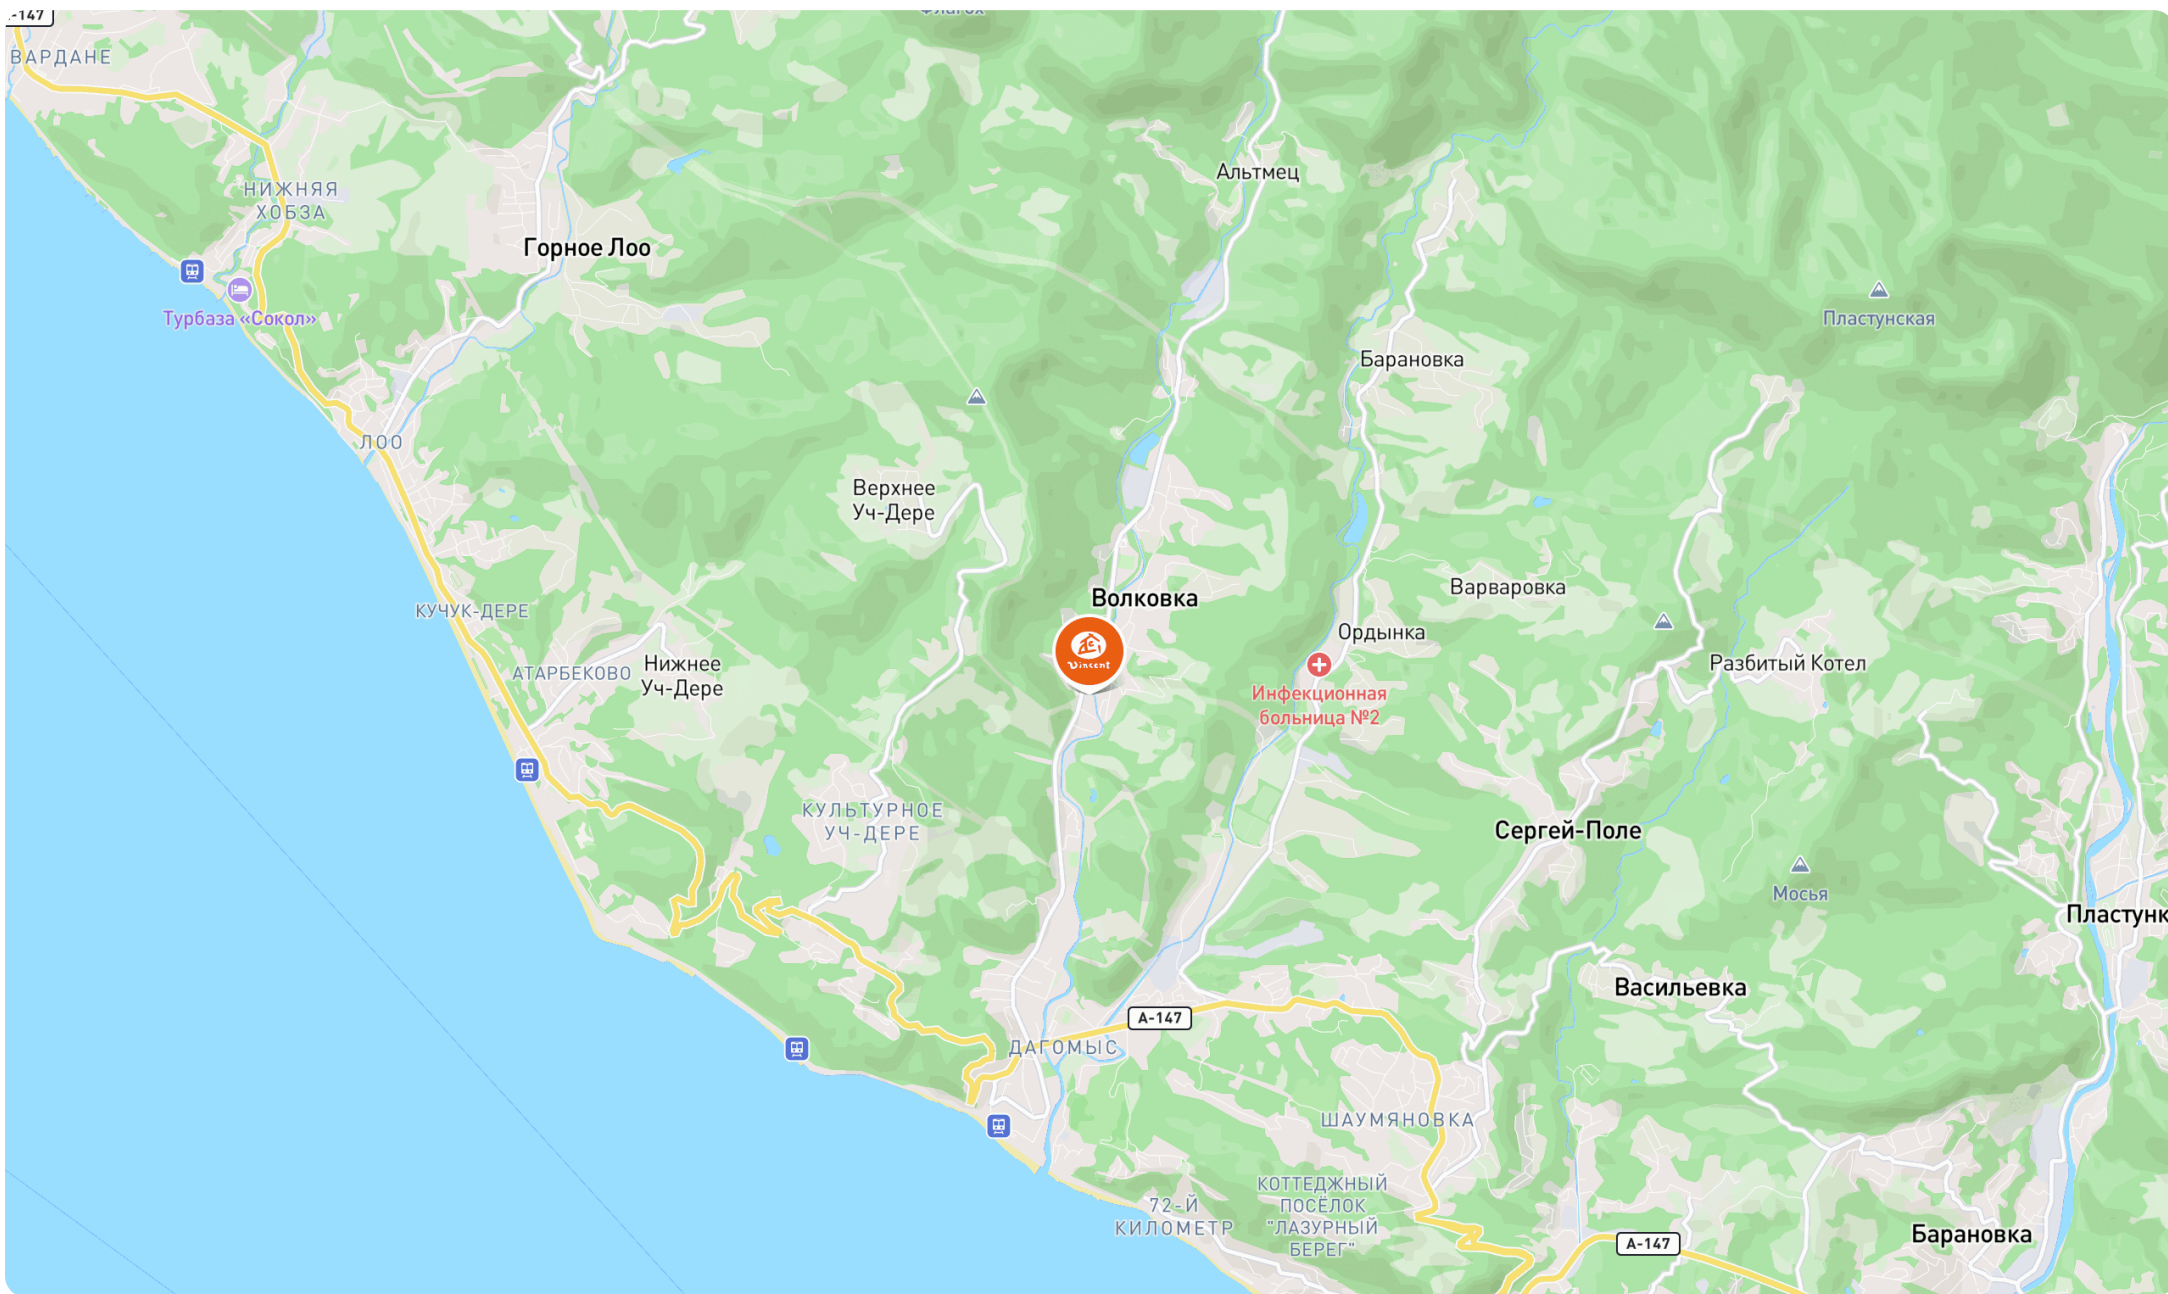 -147
ВАРДАНЕ
НИЖНЯЯ
ХОБЗА
Горное Лоо
Турбаза «Сокол»
Альтмец
Пластунская
Барановка
ЛОО
Верхнее
Уч-Дере
КУЧУК-ДЕРЕ
Волковка
Vincent
Варваровка
Ордынка
АТАРБЕКОВО
Нижнее
Уч-Дере
Разбитый Котел
Инфекционная
больница №2
КУЛЬТУРНОЕ
УЧ-ДЕРЕ
Сергей-Поле
Мосья
Пластунк
Васильевка
А-147
ДАГОМЫС
ШАУМЯНОВКА
72-Й
КИЛОМЕТР
КОТТЕДЖНЫЙ
ПОСЁЛОК
"ЛАЗУРНЫЙ
БЕРЕГ"
А-147
Барановка